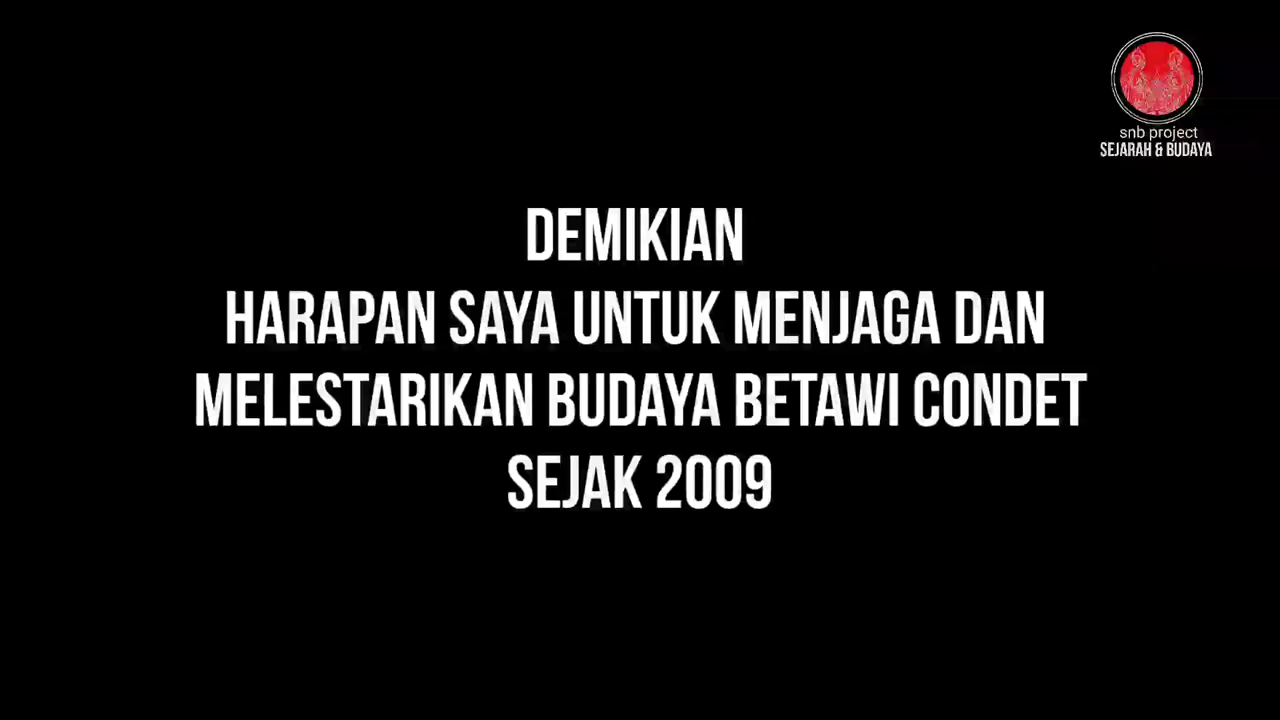 snb project
SEJARAH & BUDAYA
DEMIKIAN
HARAPAN SAYA UNTUK MENJAGA DAN
MELESTARIKAN BUDAYA BETAWI CONDET
SEJAK 2009